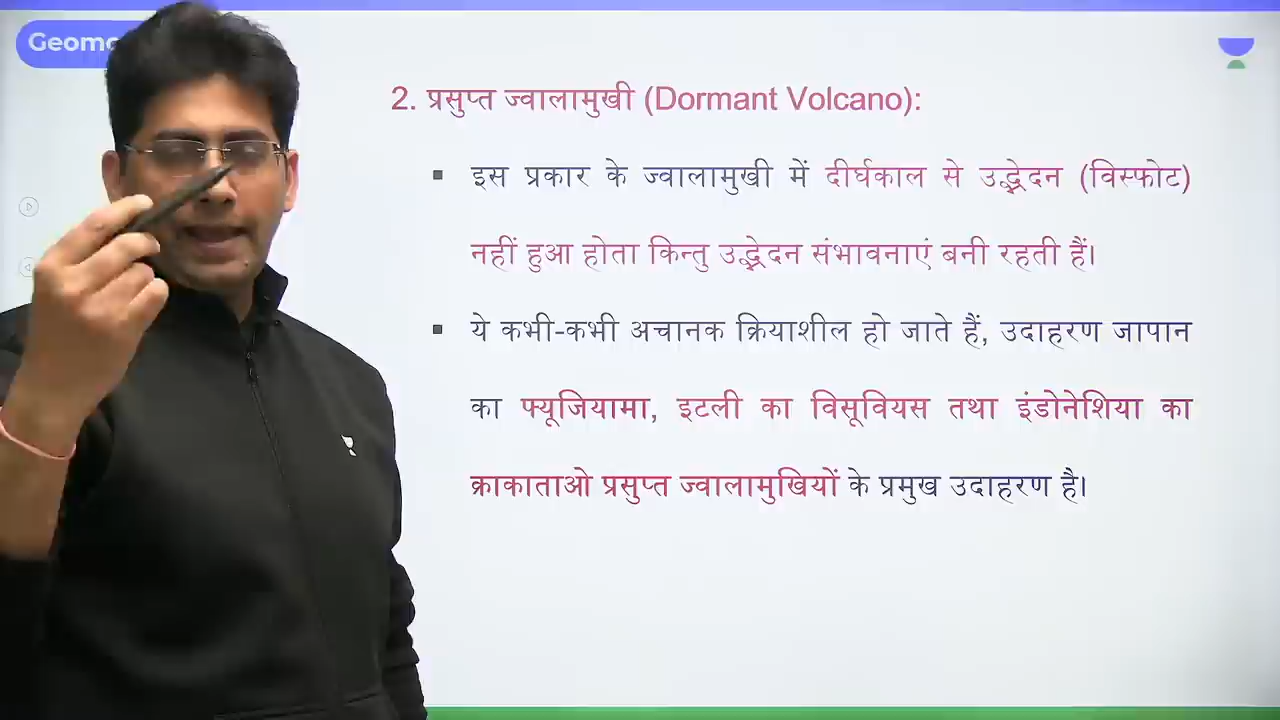 Geomo
2. प्रसुप्त ज्वालामुखी (Dormant Volcano):
▪ इस प्रकार के ज्वालामुखी में दीर्घकाल से उद्भेदन (विस्फोट)
नहीं हुआ होता किन्तु उद्भेदन संभावनाएं बनी रहती हैं।
▪ ये कभी-कभी अचानक क्रियाशील हो जाते हैं, उदाहरण जापान
का फ्यूजियामा, इटली का विसूवियस तथा इंडोनेशिया का
क्राकाताओ प्रसुप्त ज्वालामुखियों के प्रमुख उदाहरण है।